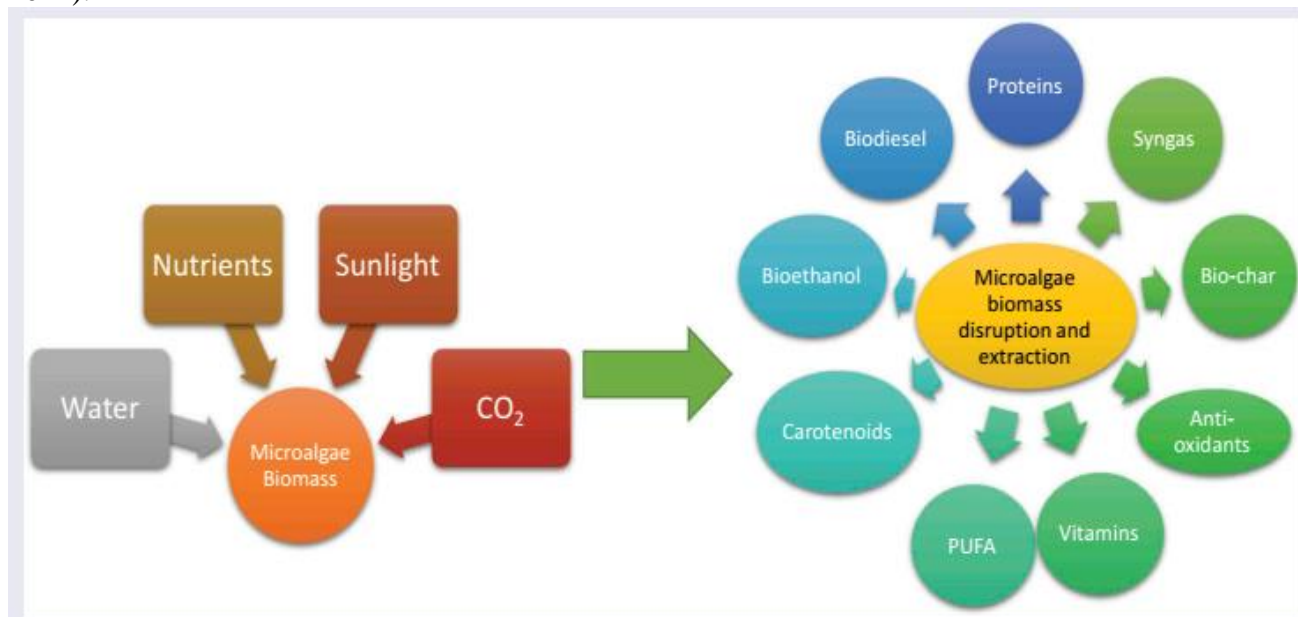 Nutrients
Sunlight
Water
CO₂
Microalgae
Biomass
Proteins
Biodiesel
Syngas
Bioethanol
Microalgae
biomass
disruption and
extraction
Bio-char
Carotenoids
Anti-
oxidants
PUFA
Vitamins